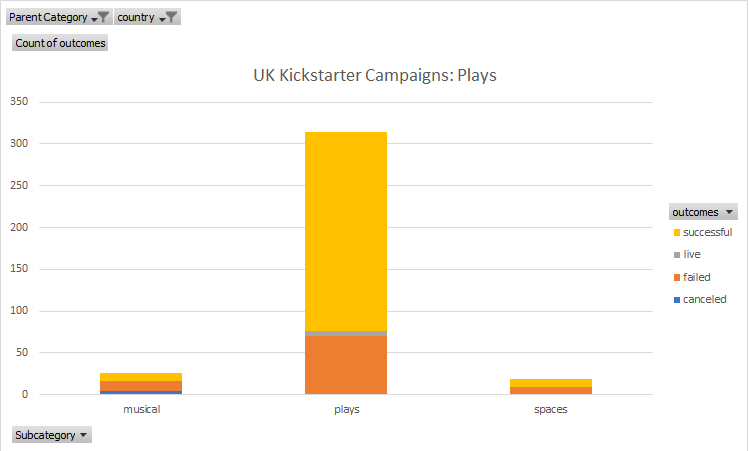 Parent Category country
Count of outcomes
UK Kickstarter Campaigns: Plays
350
300
250
200
150
100
50
0
musical plays spaces
outcomes
successful
live
failed
canceled
Subcategory